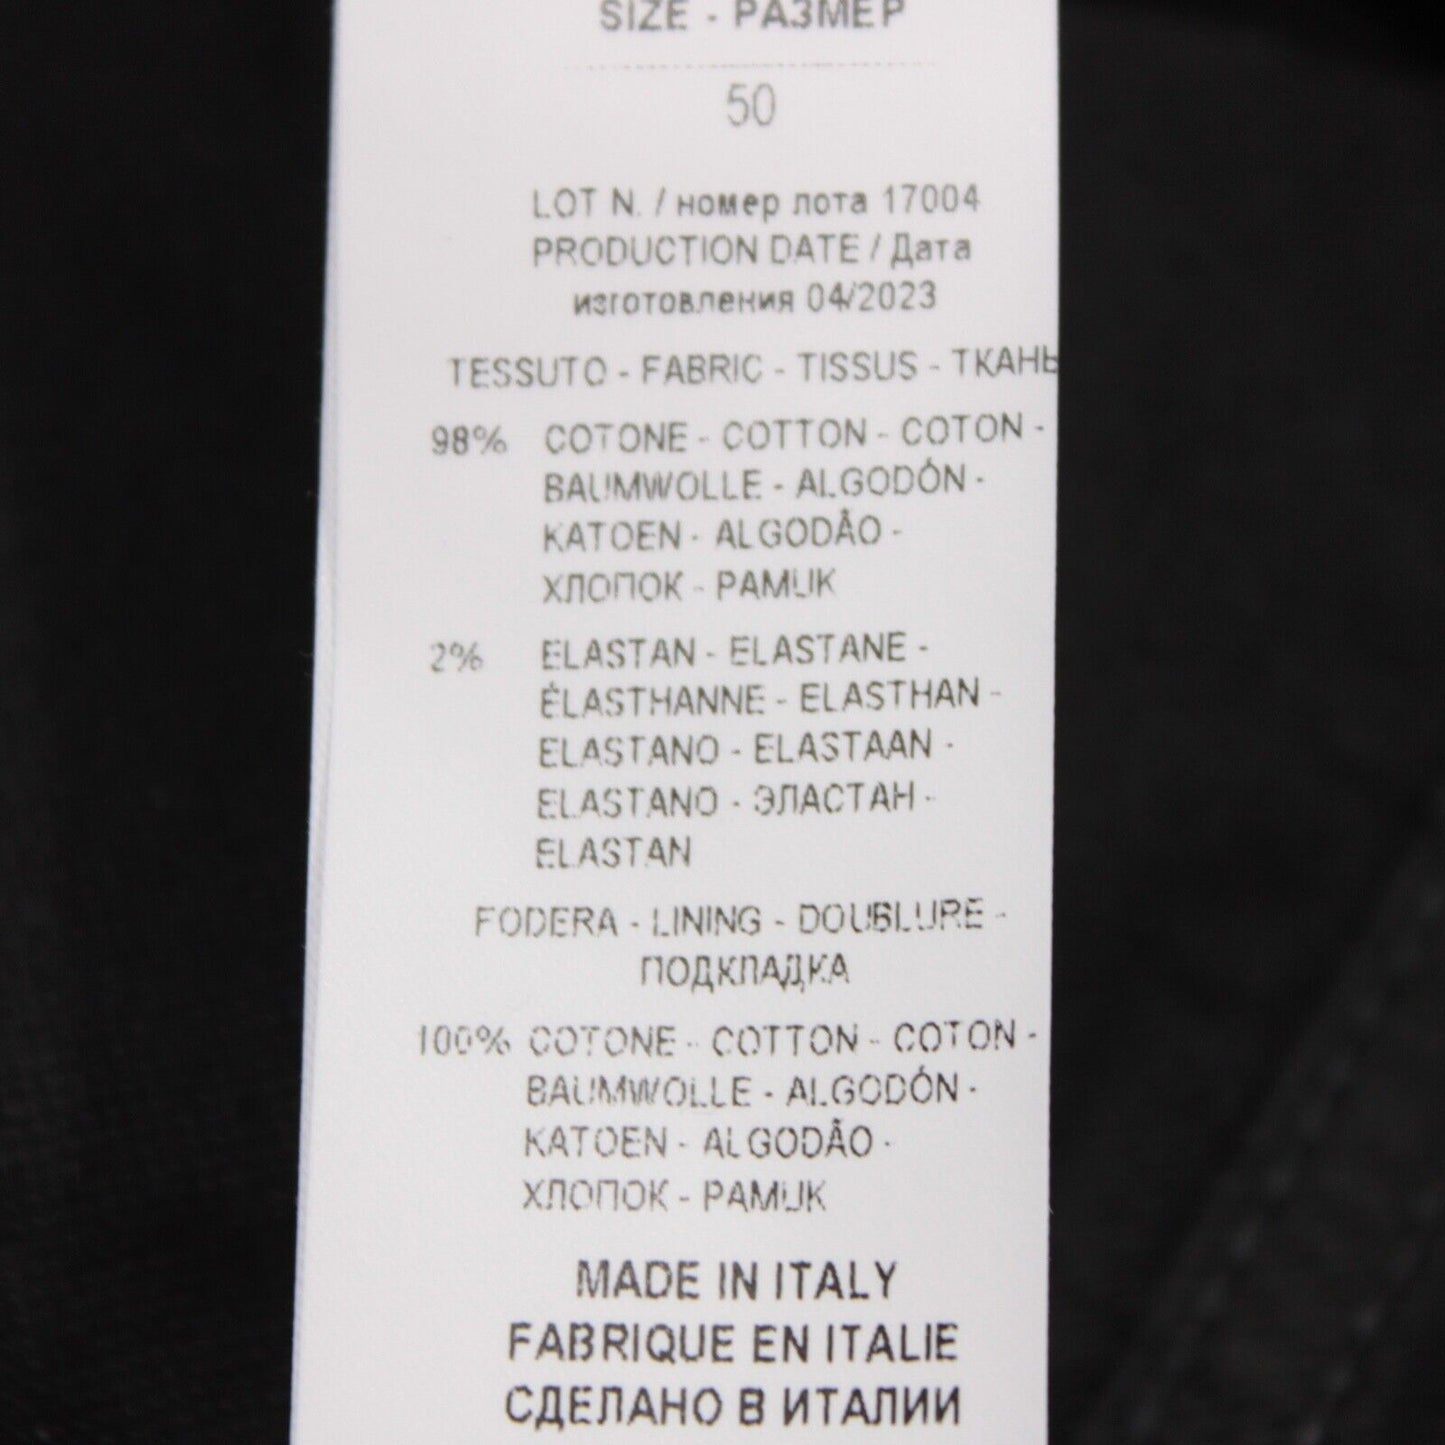 SIZE - РАЗМЕР
50
LOT N. / номер лота 17004
PRODUCTION DATE / Дата
изготовления 04/2023
TESSUTO - FABRIC - TISSUS - ТКАНЬ
98% COTONE - COTTON - COTON -
BAUMWOLLE - ALGODÓN -
KATOEN - ALGODÃO -
ХЛОПОК - PAMUK
2% ELASTAN - ELASTANE -
ÉLASTHANNE - ELASTHAN -
ELASTANO - ELASTAAN -
ELASTANO - ЭЛАСТАН -
ELASTAN
FODERA - LINING - DOUBLURE -
ПОДКЛАДКА
100% COTONE - COTTON - COTON -
BAUMWOLLE - ALGODÓN -
KATOEN - ALGODÃO -
ХЛОПОК - PAMUK
MADE IN ITALY
FABRIQUE EN ITALIE
СДЕЛАНО В ИТАЛИИ